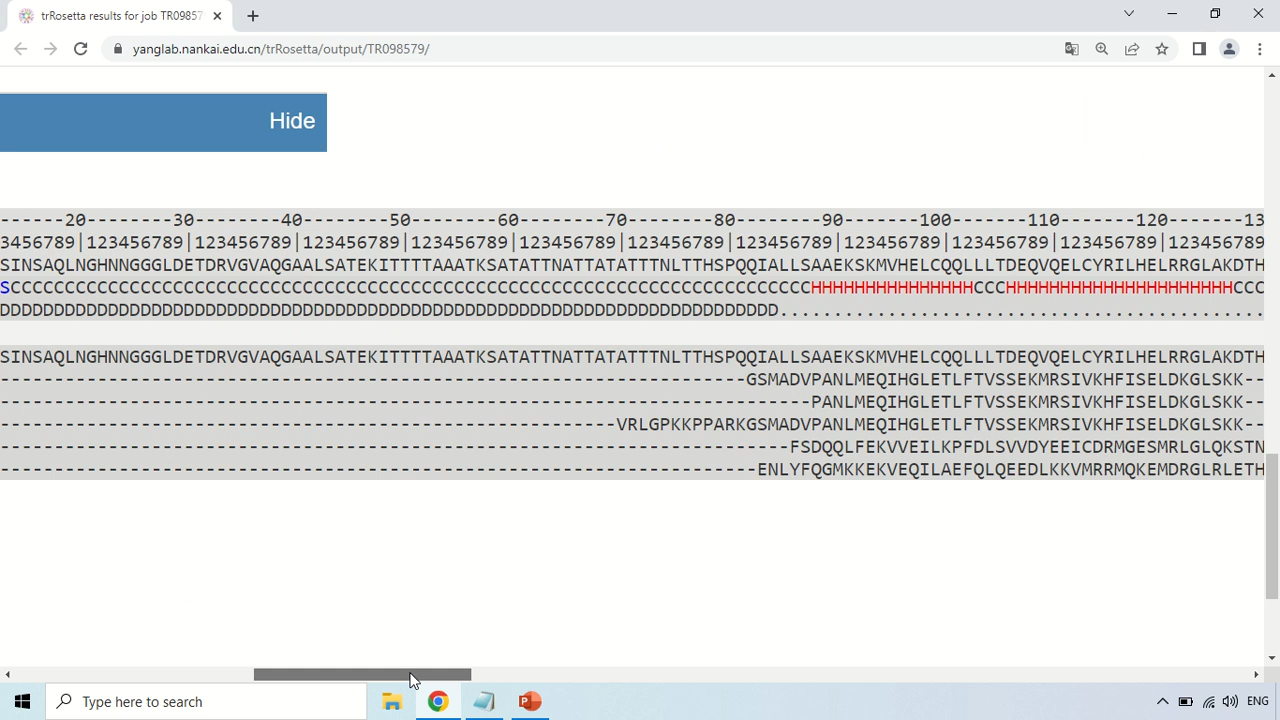 trRosetta results for job TR09857
yanglab.nankai.edu.cn/trRosetta/output/TR098579/
Hide
------20--------30--------40--------50--------60--------70--------80--------90-------100-------110-------120-------13
3456789|123456789|123456789|123456789|123456789|123456789|123456789|123456789|123456789|123456789|123456789|123456789
SINSAQLNGHNNGGGLDETDRVGVAQGAALSATEKITTTTAAATKSATATTNATTATATTTNLTTHSPQQIALLSAAEKSKMVHELCQQLLLTDEQVQELCYRILHELRRGLAKDTH
SCCCCCCCCCCCCCCCCCCCCCCCCCCCCCCCCCCCCCCCCCCCCCCCCCCCCCCCCCCCCCCCCCCCCCCCCCCHHHHHHHHHHHHHHHCCCHHHHHHHHHHHHHHHHHHHHHCCC
DDDDDDDDDDDDDDDDDDDDDDDDDDDDDDDDDDDDDDDDDDDDDDDDDDDDDDDDDDDDDDDDDDDDDDDD.............................................
SINSAQLNGHNNGGGLDETDRVGVAQGAALSATEKITTTTAAATKSATATTNATTATATTTNLTTHSPQQIALLSAAEKSKMVHELCQQLLLTDEQVQELCYRILHELRRGLAKDTH
---------------------------------------------------------------------GSMADVPANLMEQIHGLETLFTVSSEKMRSIVKHFISELDKGLSKK--
---------------------------------------------------------------------------PANLMEQIHGLETLFTVSSEKMRSIVKHFISELDKGLSKK--
---------------------------------------------------------VRLGPKKPPARKGSMADVPANLMEQIHGLETLFTVSSEKMRSIVKHFISELDKGLSKK--
-------------------------------------------------------------------------FSDQQLFEKVVEILKPFDLSVVDYEEICDRMGESMRLGLQKSTN
----------------------------------------------------------------------ENLYFQGMKKEKVEQILAEFQLQEEDLKKVMRRMQKEMDRGLRLETH
Type here to search
ENG